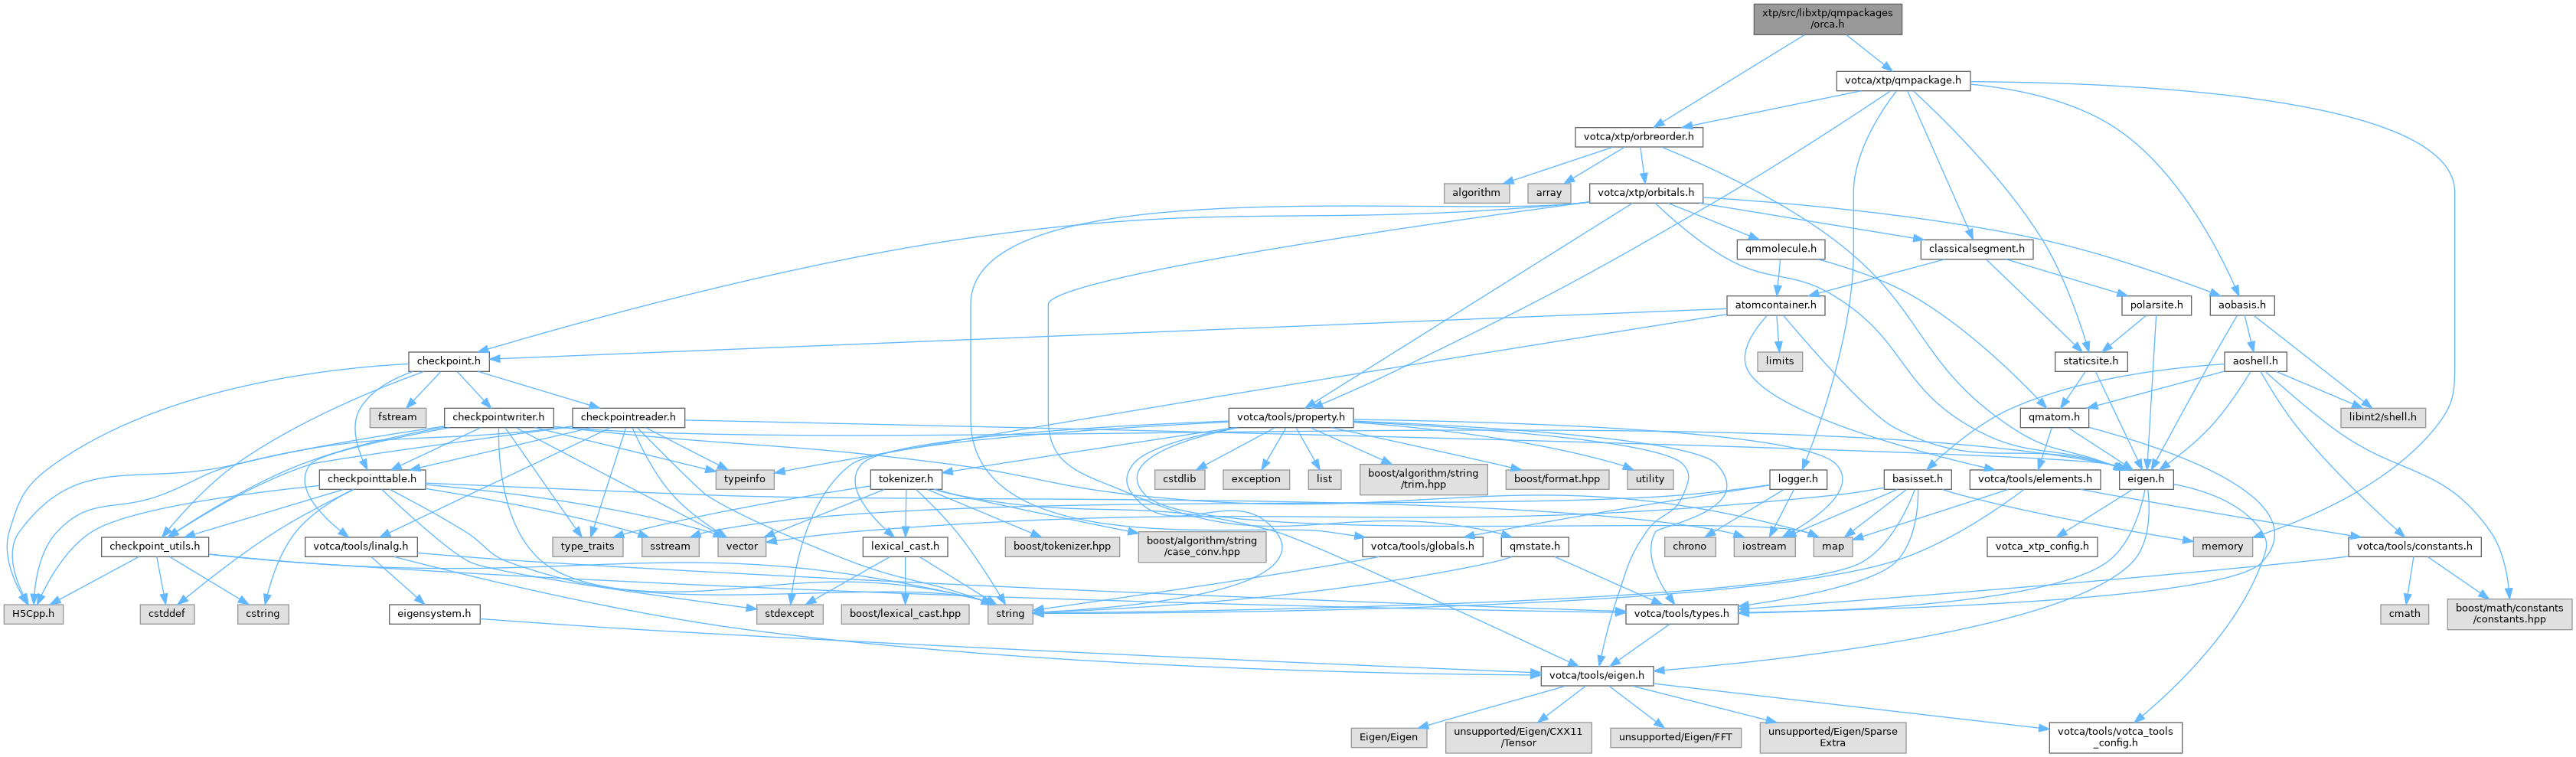 xtp/src/libxtp/qmpackages
/orca.h
votca/xtp/qmpackage.h
votca/xtp/orbreorder.h
algorithm
array
votca/xtp/orbitals.h
qmmolecule.h
classicalsegment.h
atomcontainer.h
polarsite.h
aobasis.h
checkpoint.h
limits
staticsite.h
aoshell.h
fstream
checkpointwriter.h
checkpointreader.h
votca/tools/property.h
qmatom.h
libint2/shell.h
checkpointtable.h
typeinfo
tokenizer.h
cstdlib
exception
list
boost/algorithm/string
/trim.hpp
boost/format.hpp
utility
logger.h
basisset.h
votca/tools/elements.h
eigen.h
checkpoint_utils.h
votca/tools/linalg.h
type_traits
sstream
vector
lexical_cast.h
boost/tokenizer.hpp
boost/algorithm/string
/case_conv.hpp
votca/tools/globals.h
qmstate.h
chrono
iostream
map
votca_xtp_config.h
memory
votca/tools/constants.h
H5Cpp.h
cstddef
cstring
eigensystem.h
stdexcept
boost/lexical_cast.hpp
string
votca/tools/types.h
cmath
boost/math/constants
/constants.hpp
votca/tools/eigen.h
Eigen/Eigen
unsupported/Eigen/CXX11
/Tensor
unsupported/Eigen/FFT
unsupported/Eigen/Sparse
Extra
votca/tools/votca_tools
_config.h